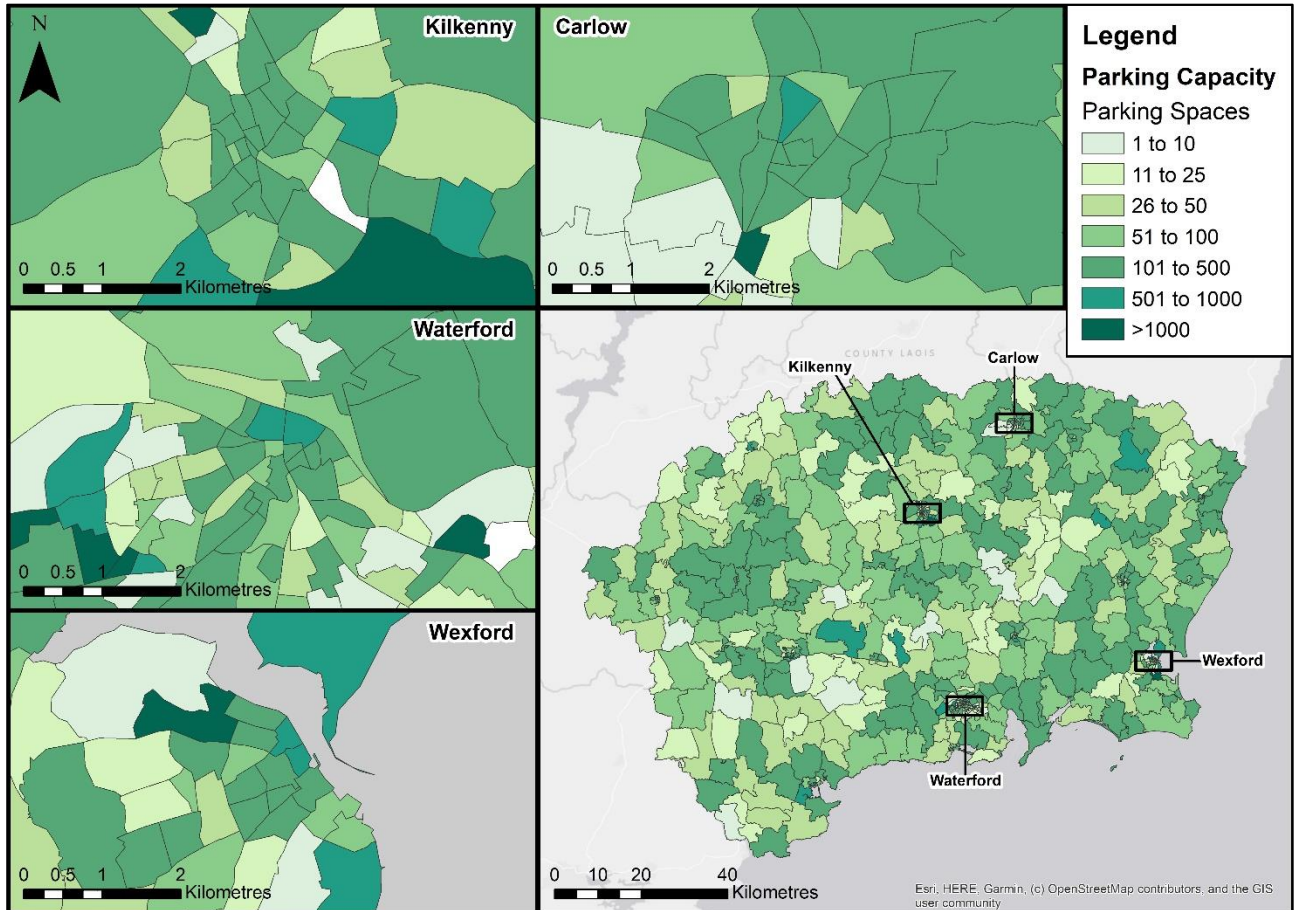 N
Kilkenny
0 0.5 1 2
Kilometres
Carlow
0 0.5 1 2
Kilometres
Legend
Parking Capacity
Parking Spaces
1 to 10
11 to 25
26 to 50
51 to 100
101 to 500
501 to 1000
>1000
Waterford
0 0.5 1 2
Kilometres
Wexford
0 0.5 1 2
Kilometres
COUNTY LAOIS
Carlow
Kilkenny
Wexford
Waterford
0 10 20 40
Kilometres
Esri, HERE, Garmin, (c) OpenStreetMap contributors, and the GIS
user community